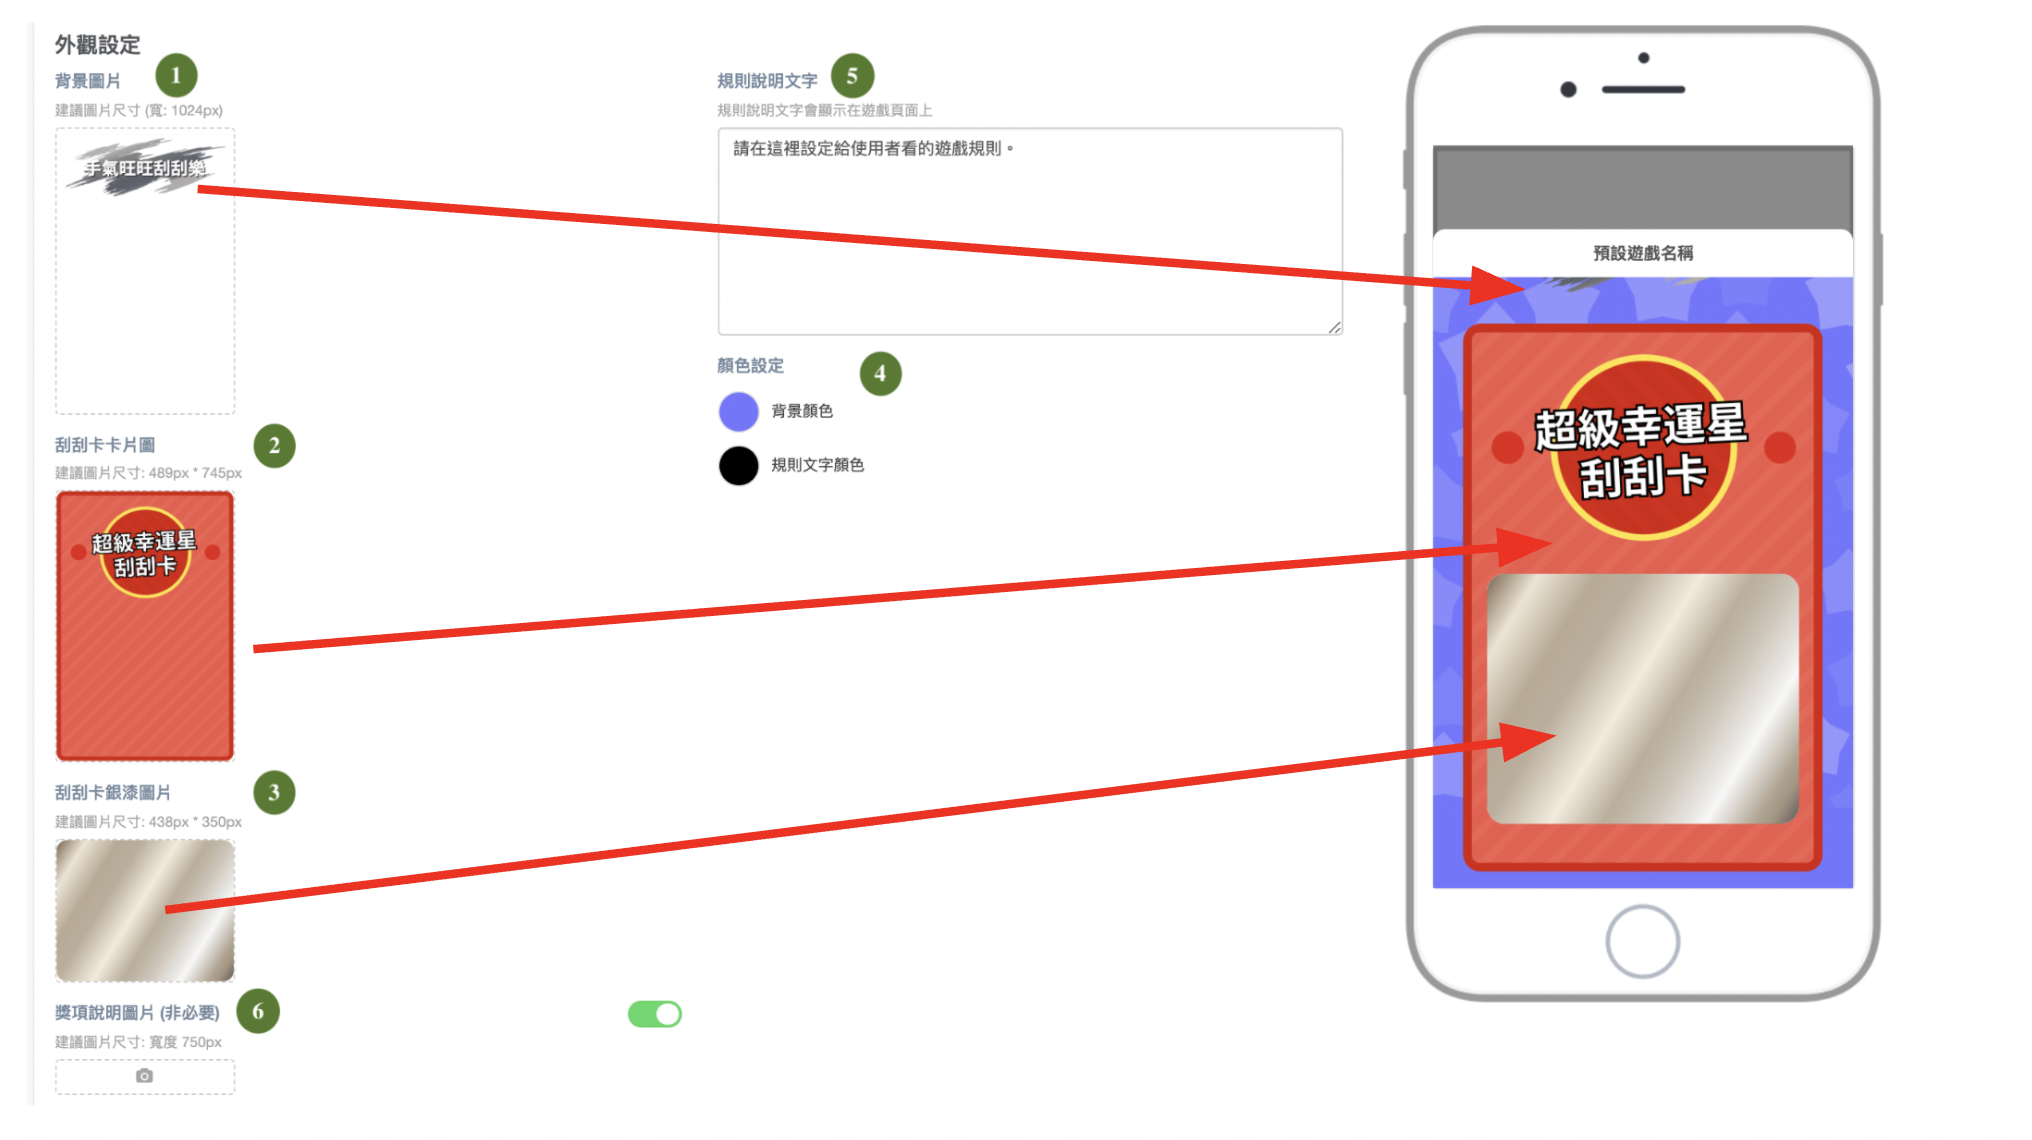 外觀設定
背景圖片
1
建議圖片尺寸 (寬: 1024px)
手氣旺旺刮刮樂
刮刮卡卡片圖
2
建議圖片尺寸: 489px * 745px
超級幸運星
刮刮卡
刮刮卡銀漆圖片
3
建議圖片尺寸: 438px * 350px
獎項說明圖片 (非必要)
6
建議圖片尺寸: 寬度 750px
規則說明文字
5
規則說明文字會顯示在遊戲頁面上
請在這裡設定給使用者看的遊戲規則。
顏色設定
4
背景顏色
規則文字顏色
預設遊戲名稱
超級幸運星
刮刮卡